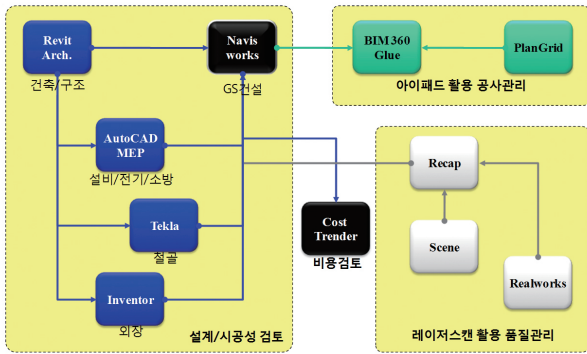 Revit
Arch.
건축/구조
Navis
works
GS건설
BIM 360
Glue
PlanGrid
아이패드 활용 공사관리
AutoCAD
MEP
설비/전기/소방
Tekla
철골
Inventor
외장
설계/시공성 검토
Cost
Trender
비용검토
Recap
Scene
Realworks
레이저스캔 활용 품질관리